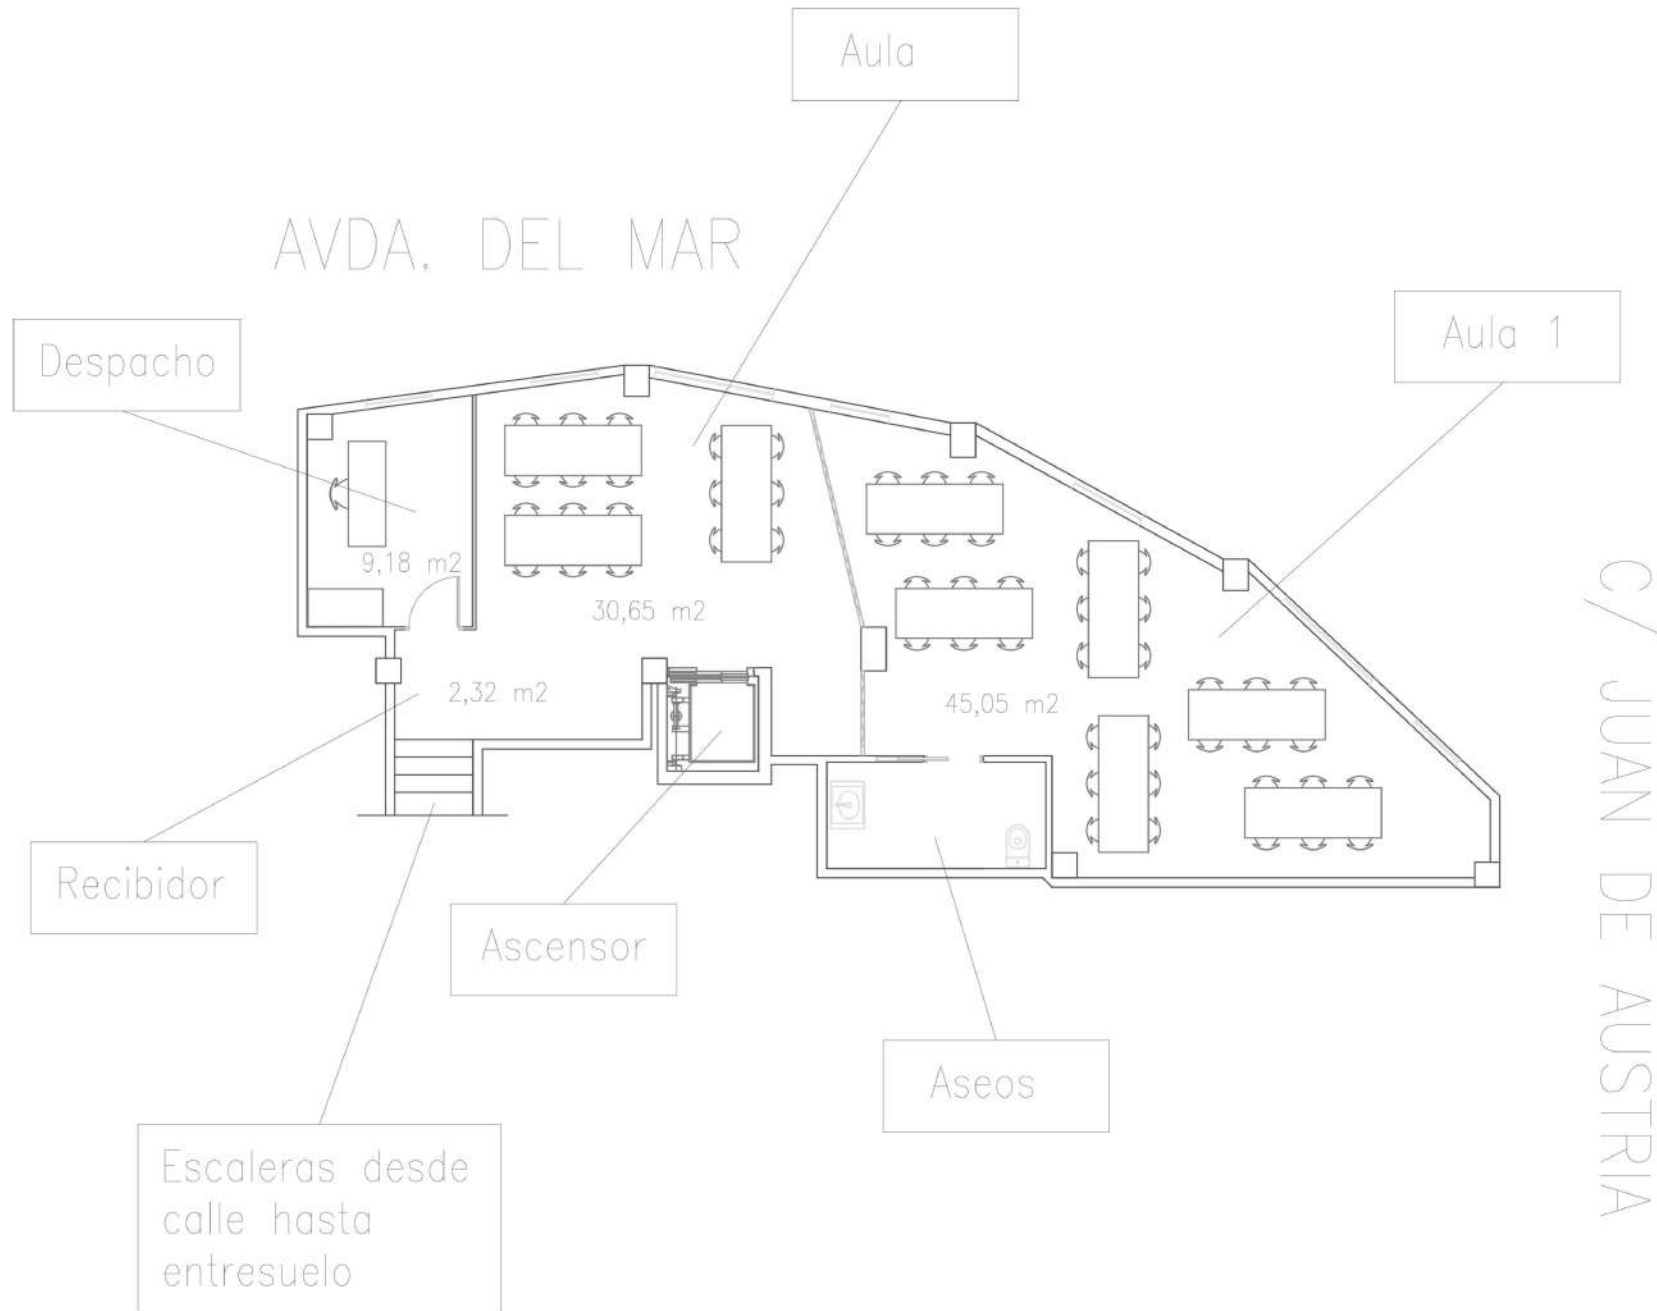 Aula
AVDA. DEL MAR
Despacho
Aula 1
9,18 m2
30,65 m2
2,32 m2
45,05 m2
C/ JUAN DE AUSTRIA
Recibidor
Ascensor
Aseos
Escaleras desde
calle hasta
entresuelo